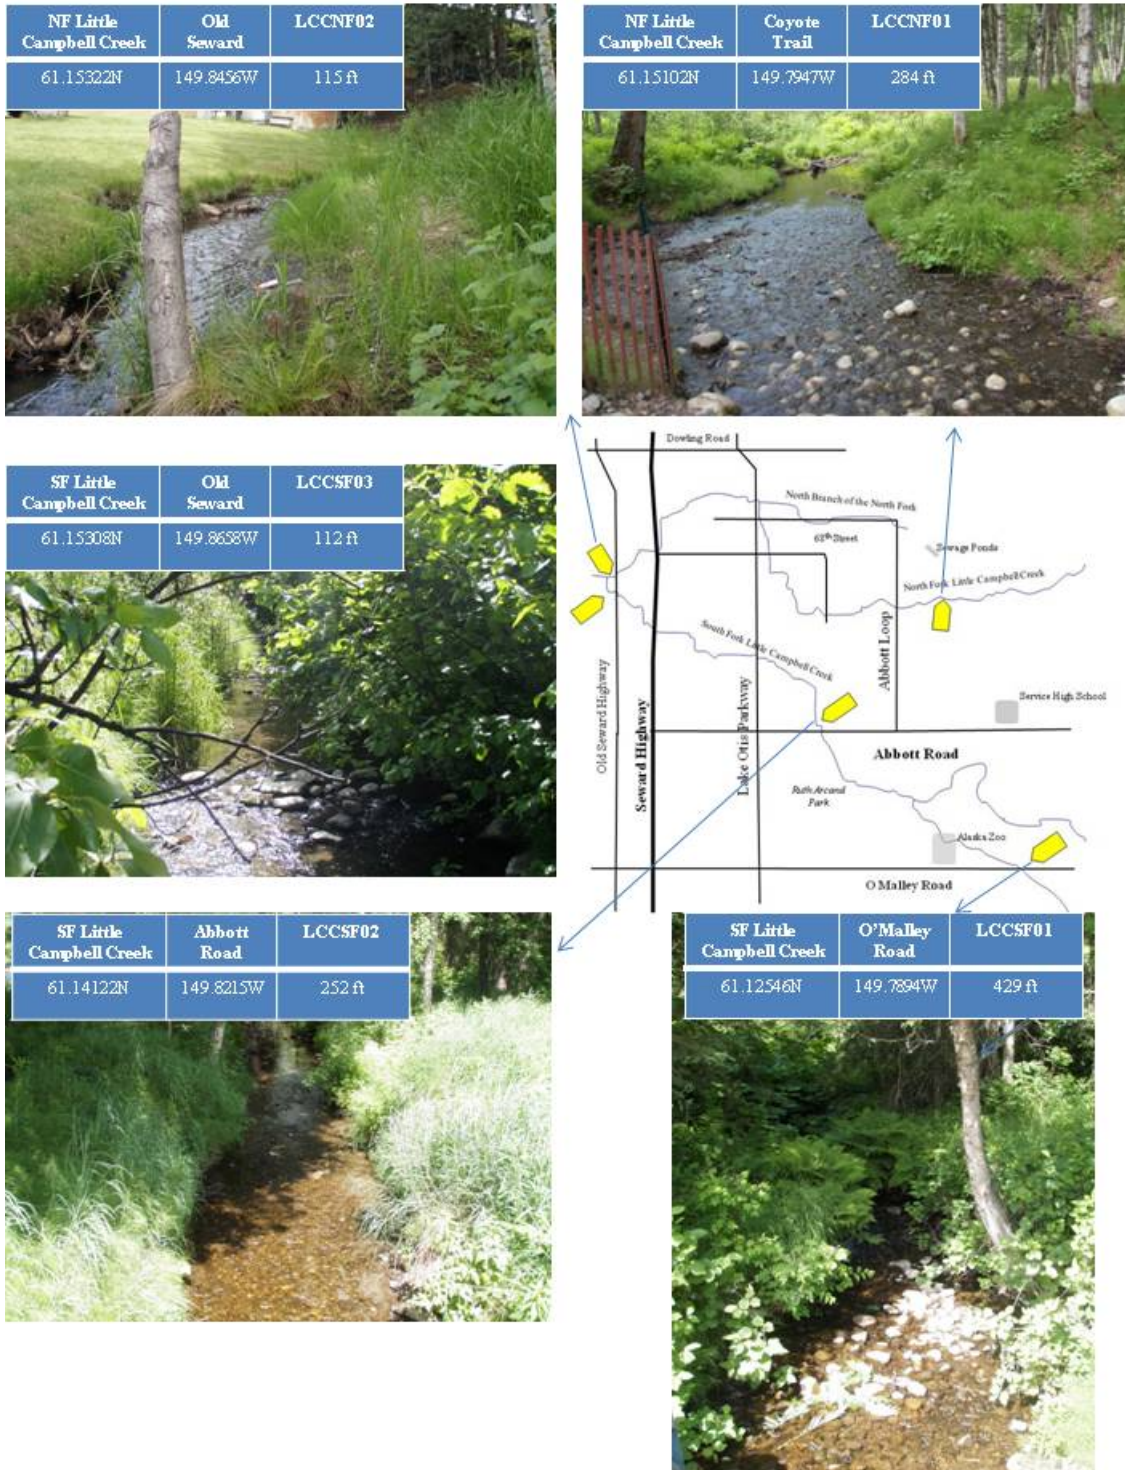 NF Little
Campbell Creek
Old
Seward
LCCNF02
61.15322N
149.8456W
115 ft
NF Little
Campbell Creek
Coyote
Trail
LCCNF01
61.15102N
149.7947W
284 ft
SF Little
Campbell Creek
Old
Seward
LCCSF03
61.15308N
149.8658W
112 ft
Dowling Road
North Branch of the North Fork
68th Street
Sewage Ponds
North Fork Little Campbell Creek
South Fork Little Campbell Creek
Abbott Loop
Service High School
Old Seward Highway
Seward Highway
Lake Otis Parkway
Abbott Road
Ruth Arcand
Park
Alaska Zoo
O Malley Road
SF Little
Campbell Creek
Abbott
Road
LCCSF02
61.14122N
149.8215W
252 ft
SF Little
Campbell Creek
O'Malley
Road
LCCSF01
61.12546N
149.7894W
429 ft